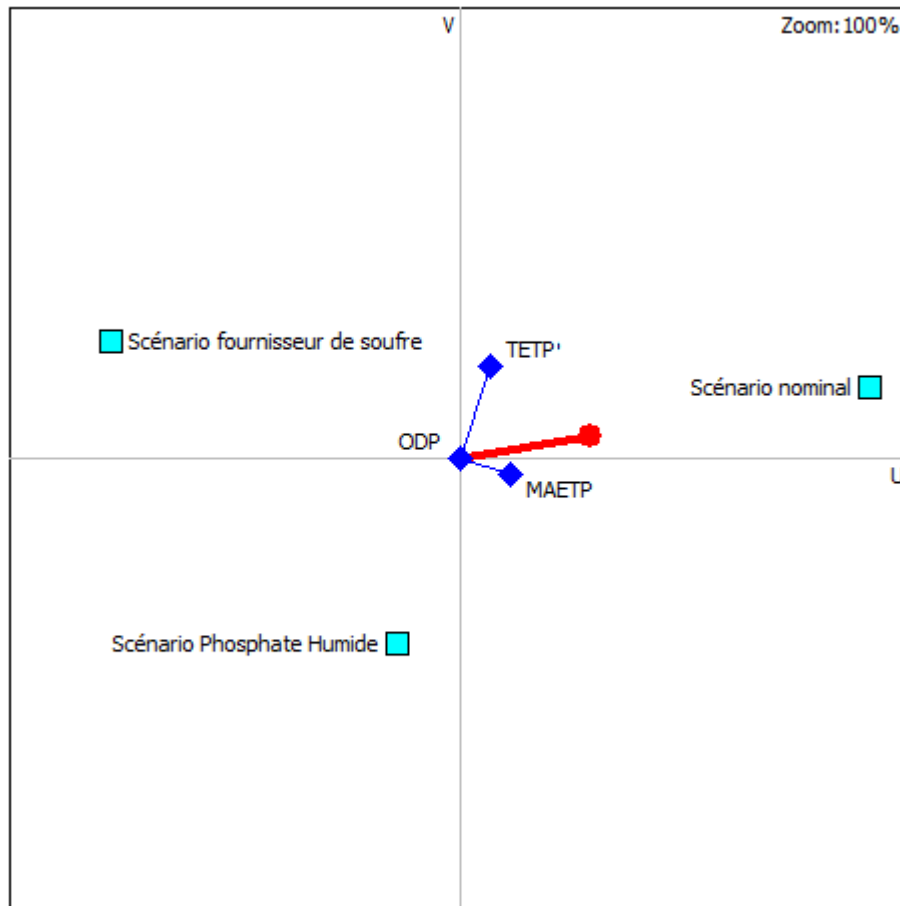 V
Zoom: 100%
Scénario fournisseur de soufre
TETP'
Scénario nominal
ODP
U
MAETP
Scénario Phosphate Humide